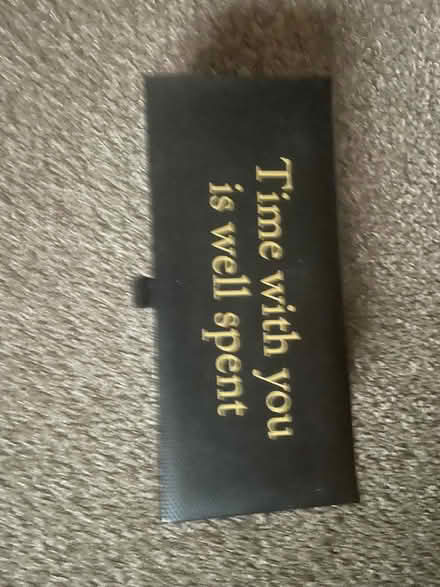 Time with you
is well spent